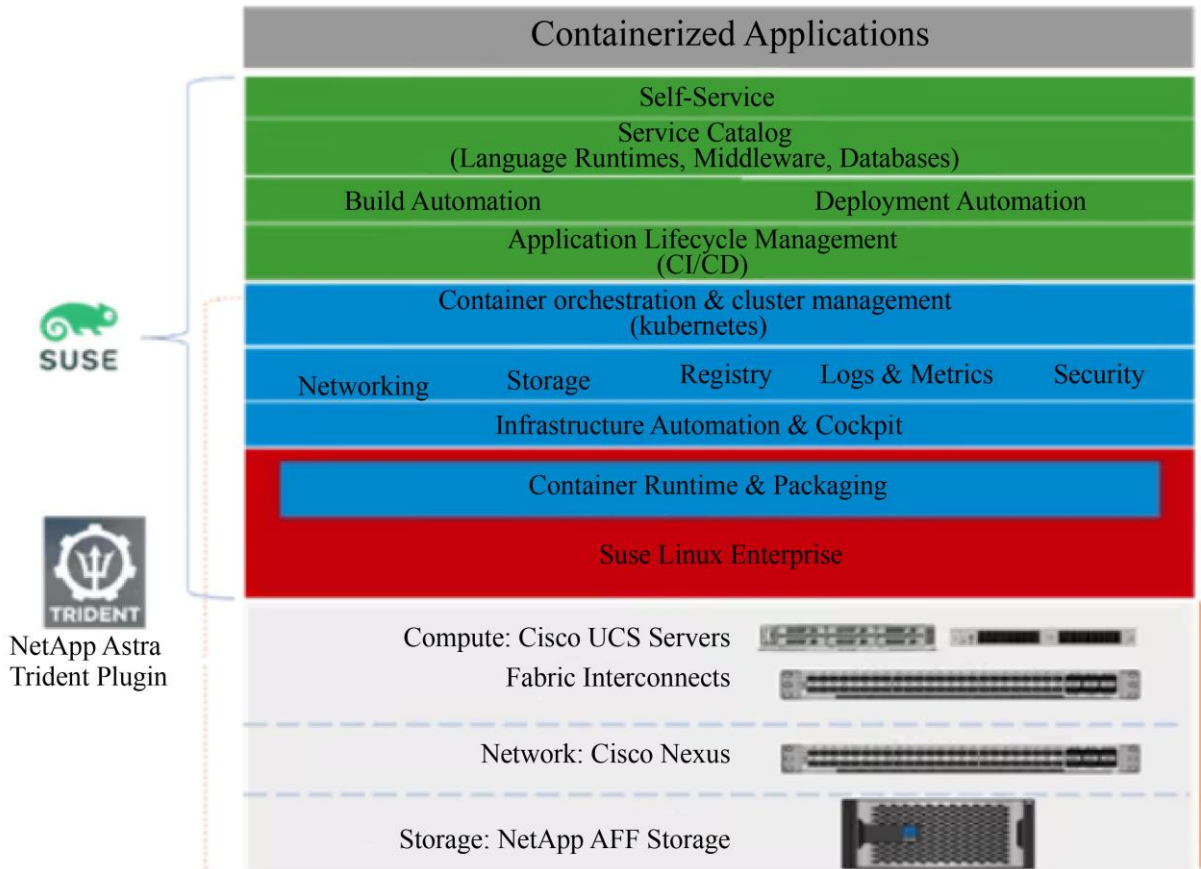 Containerized Applications
Self-Service
Service Catalog
(Language Runtimes, Middleware, Databases)
Build Automation
Deployment Automation
Application Lifecycle Management
(CI/CD)
Container orchestration & cluster management
(kubernetes)
SUSE
Networking
Storage
Registry
Logs & Metrics
Security
Infrastructure Automation & Cockpit
Container Runtime & Packaging
Suse Linux Enterprise
TRIDENT
NetApp Astra
Trident Plugin
Compute: Cisco UCS Servers
Fabric Interconnects
Network: Cisco Nexus
Storage: NetApp AFF Storage